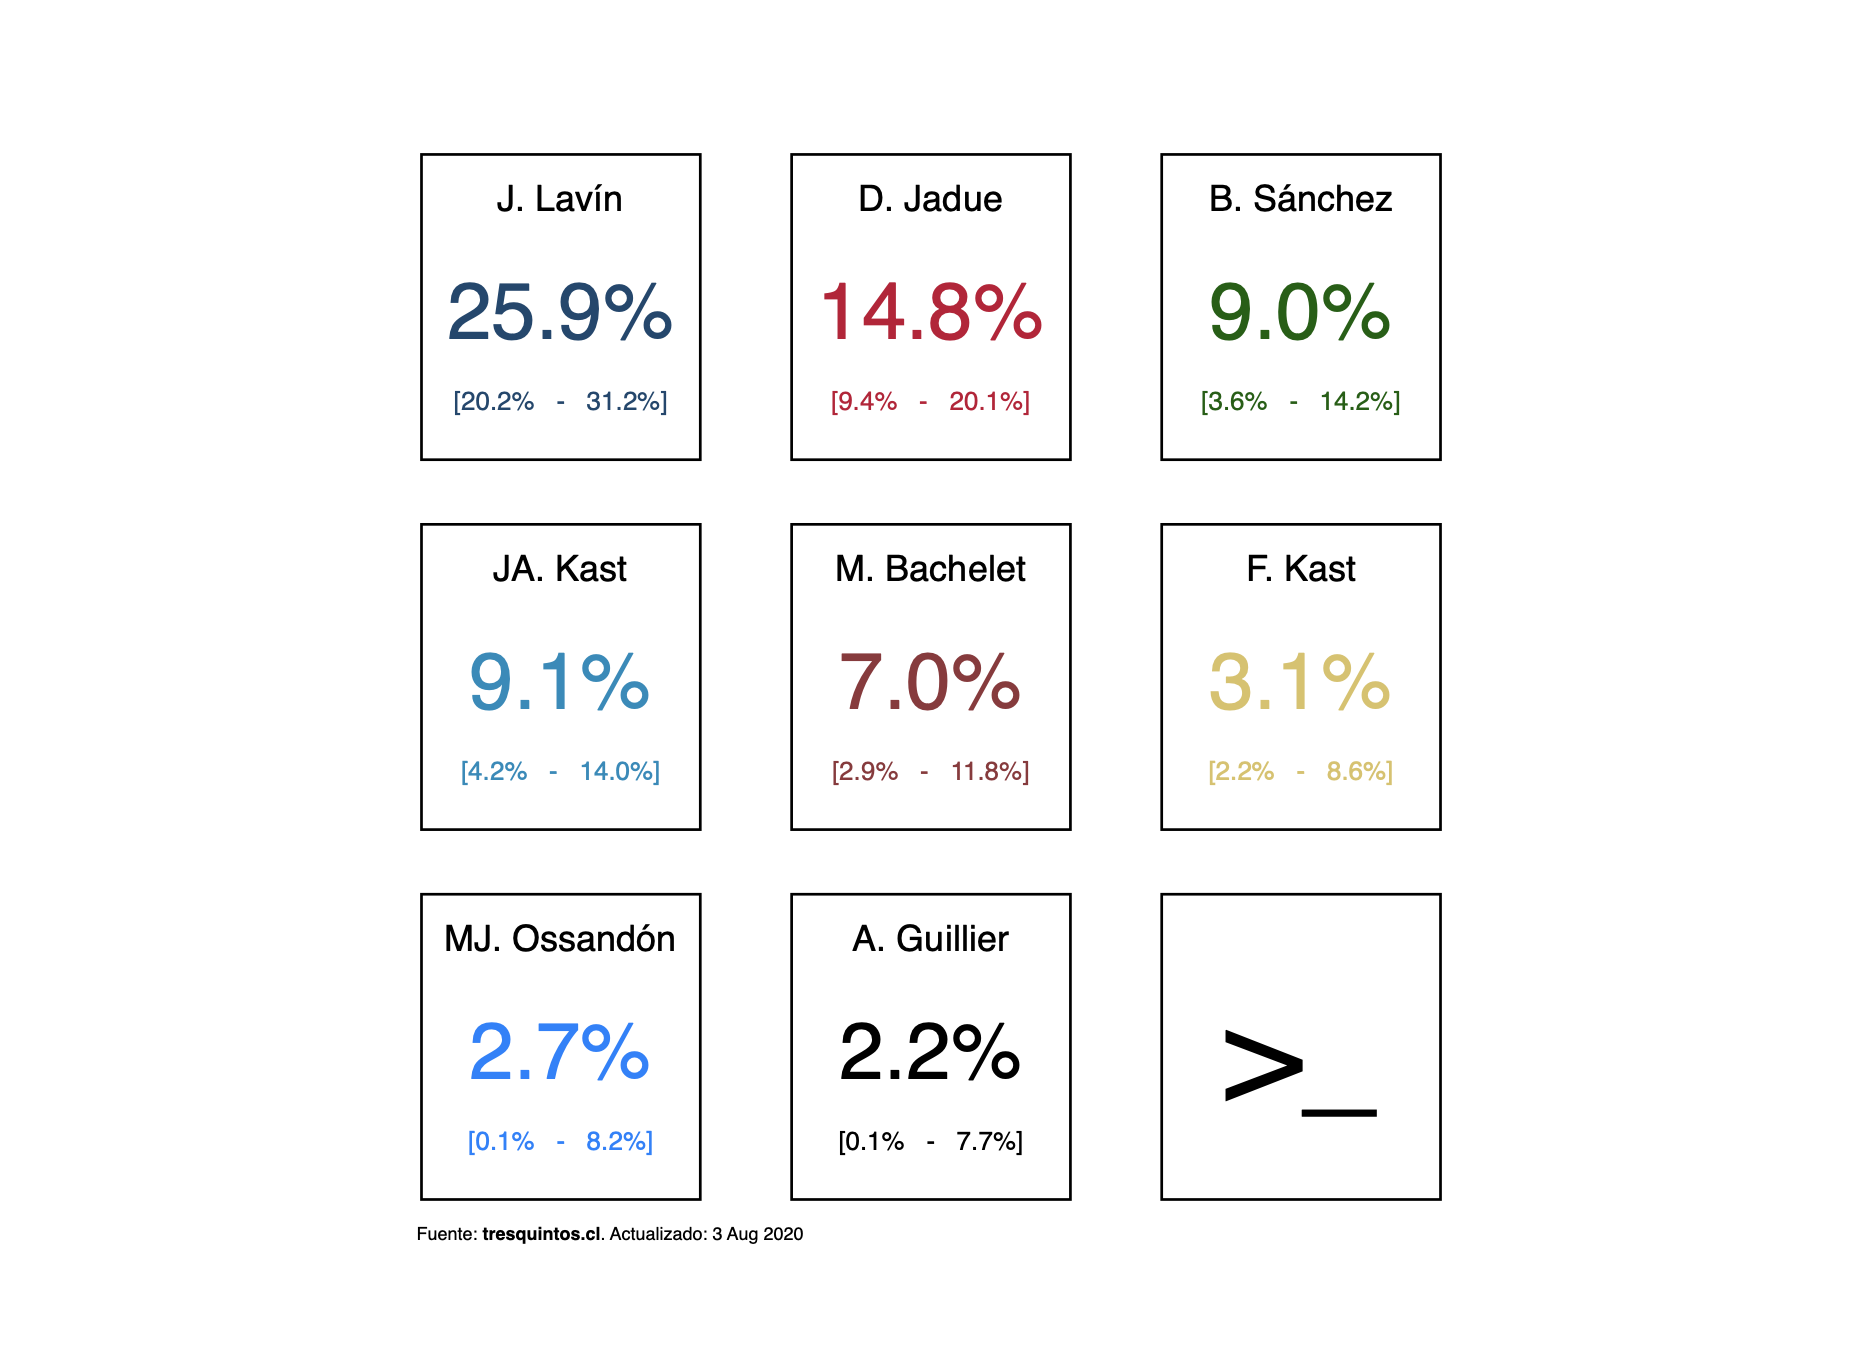 J. Lavín
25.9%
[20.2% - 31.2%]
D. Jadue
14.8%
[9.4% - 20.1%]
B. Sánchez
9.0%
[3.6% - 14.2%]
JA. Kast
9.1%
[4.2% - 14.0%]
M. Bachelet
7.0%
[2.9% - 11.8%]
F. Kast
3.1%
[2.2% - 8.6%]
MJ. Ossandón
2.7%
[0.1% - 8.2%]
A. Guillier
2.2%
[0.1% - 7.7%]
>_
Fuente: tresquintos.cl. Actualizado: 3 Aug 2020